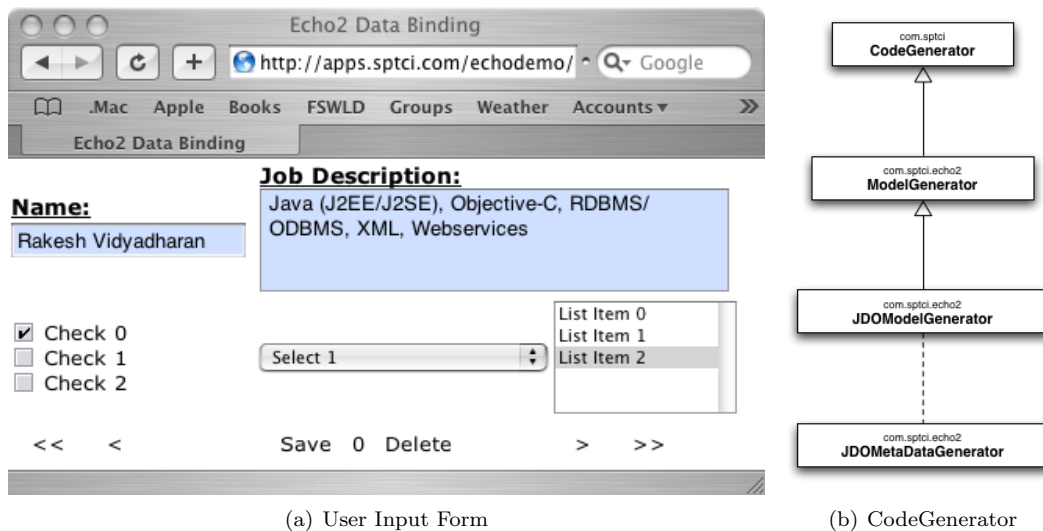 Echo2 Data Binding
http://apps.sptci.com/echodemo/
Google
.Mac Apple Books FSWLD Groups Weather Accounts
Echo2 Data Binding
Name:
Rakesh Vidyadharan
Job Description:
Java (J2EE/J2SE), Objective-C, RDBMS/
ODBMS, XML, Webservices
Check 0
Check 1
Check 2
Select 1
List Item 0
List Item 1
List Item 2
<< < Save 0 Delete > >>
(a) User Input Form
com.sptci
CodeGenerator
com.sptci.echo2
ModelGenerator
com.sptci.echo2
JDOModelGenerator
com.sptci.echo2
JDOMetaDataGenerator
(b) CodeGenerator